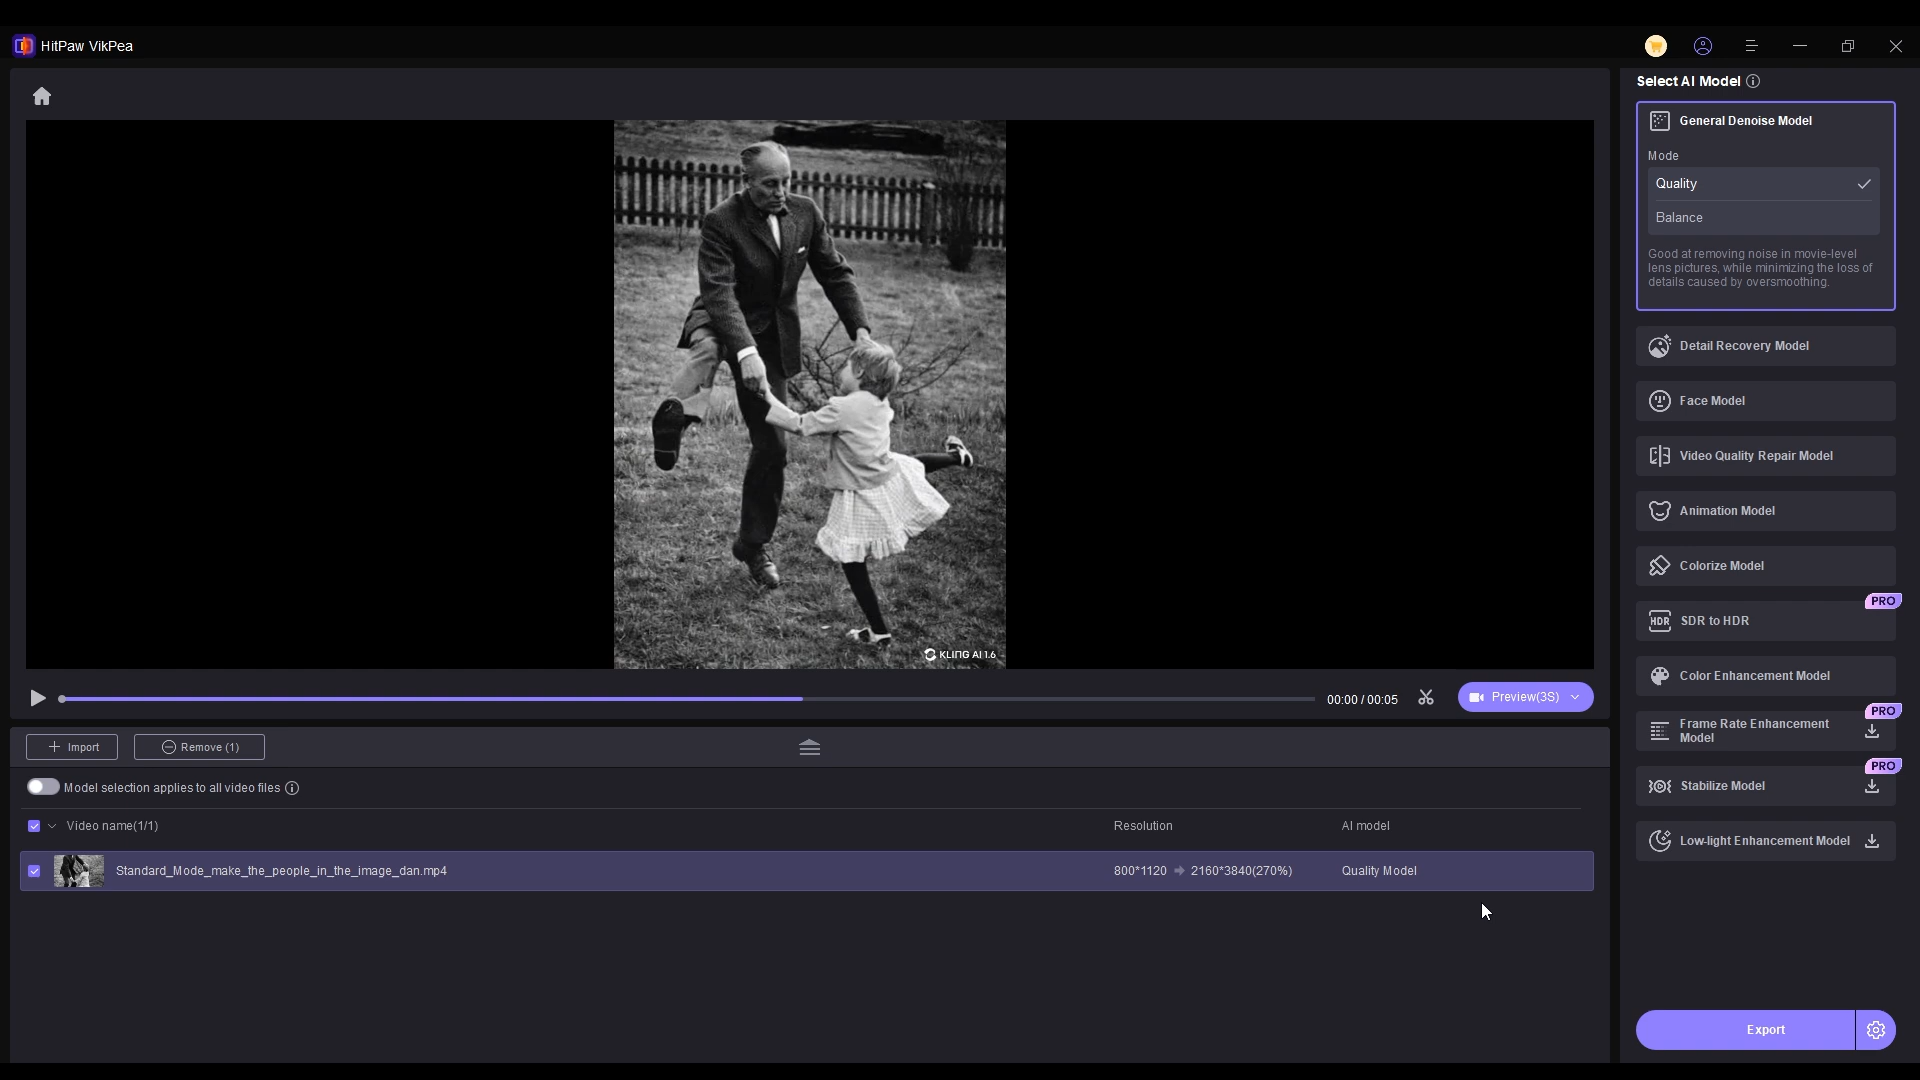 HitPaw VikPea
Select AI Model
General Denoise Model
Mode
Quality
Balance
Good at removing noise in movie-level
lens pictures, while minimizing the loss of
details caused by oversmoothing.
Detail Recovery Model
Face Model
Video Quality Repair Model
Animation Model
Colorize Model
PRO
HDR SDR to HDR
Color Enhancement Model
PRO
Frame Rate Enhancement
Model
PRO
Stabilize Model
Low-light Enhancement Model
Export
KLING AI 1.6
00:00 / 00:05
Preview(3S)
Import
Remove (1)
Model selection applies to all video files
Video name(1/1)
Resolution
AI model
Standard_Mode_make_the_people_in_the_image_dan.mp4
800*1120
2160*3840(270%)
Quality Model